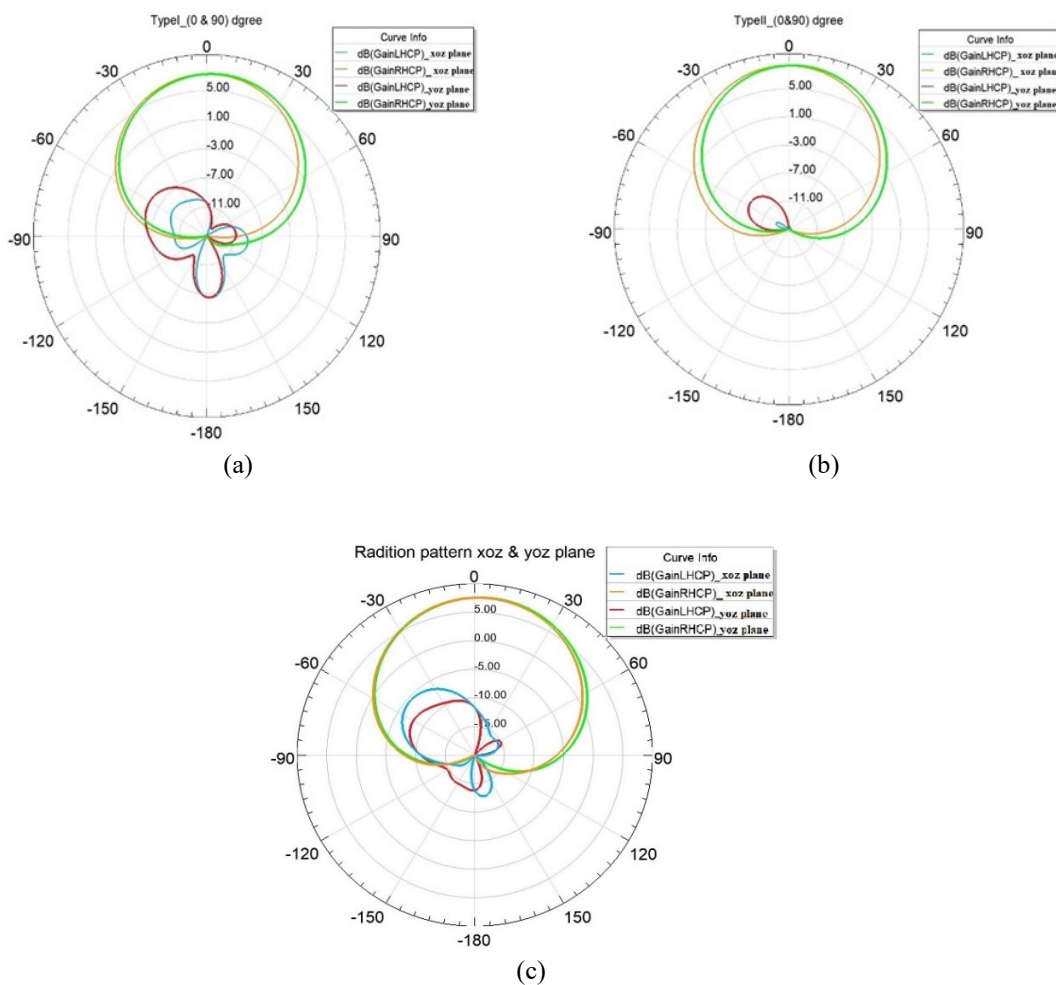 TypeI_(0 & 90) dgree
Curve Info
dB(GainLHCP)_xoz plane
dB(GainRHCP)_ xoz plane
dB(GainLHCP)_yoz plane
dB(GainRHCP)_yoz plane
0
-30
30
5.00
-60
60
1.00
-3.00
-7.00
-11.00
-90
90
-120
120
-150
150
-180
(a)
TypeII_(0&90) dgree
Curve Info
dB(GainLHCP)_ xoz plane
dB(GainRHCP)_ xoz plane
dB(GainLHCP)_yoz plane
dB(GainRHCP)_yoz plane
0
-30
30
5.00
-60
60
1.00
-3.00
-7.00
-11.00
-90
90
-120
120
-150
150
-180
(b)
Radition pattern xoz & yoz plane
Curve Info
dB(GainLHCP)_xoz plane
dB(GainRHCP)_ xoz plane
dB(GainLHCP)_yoz plane
dB(GainRHCP)_yoz plane
0
-30
30
5.00
0.00
-60
60
-5.00
-10.00
-15.00
-90
90
-120
120
-150
150
-180
(c)